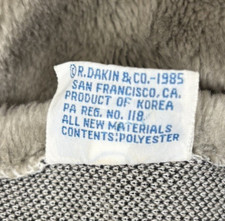 ©R.DAKIN & CO.-1985
SAN FRANCISCO, CA.
PRODUCT OF KOREA
PA REG. NO. 118
ALL NEW MATERIALS
CONTENTS:POLYESTER